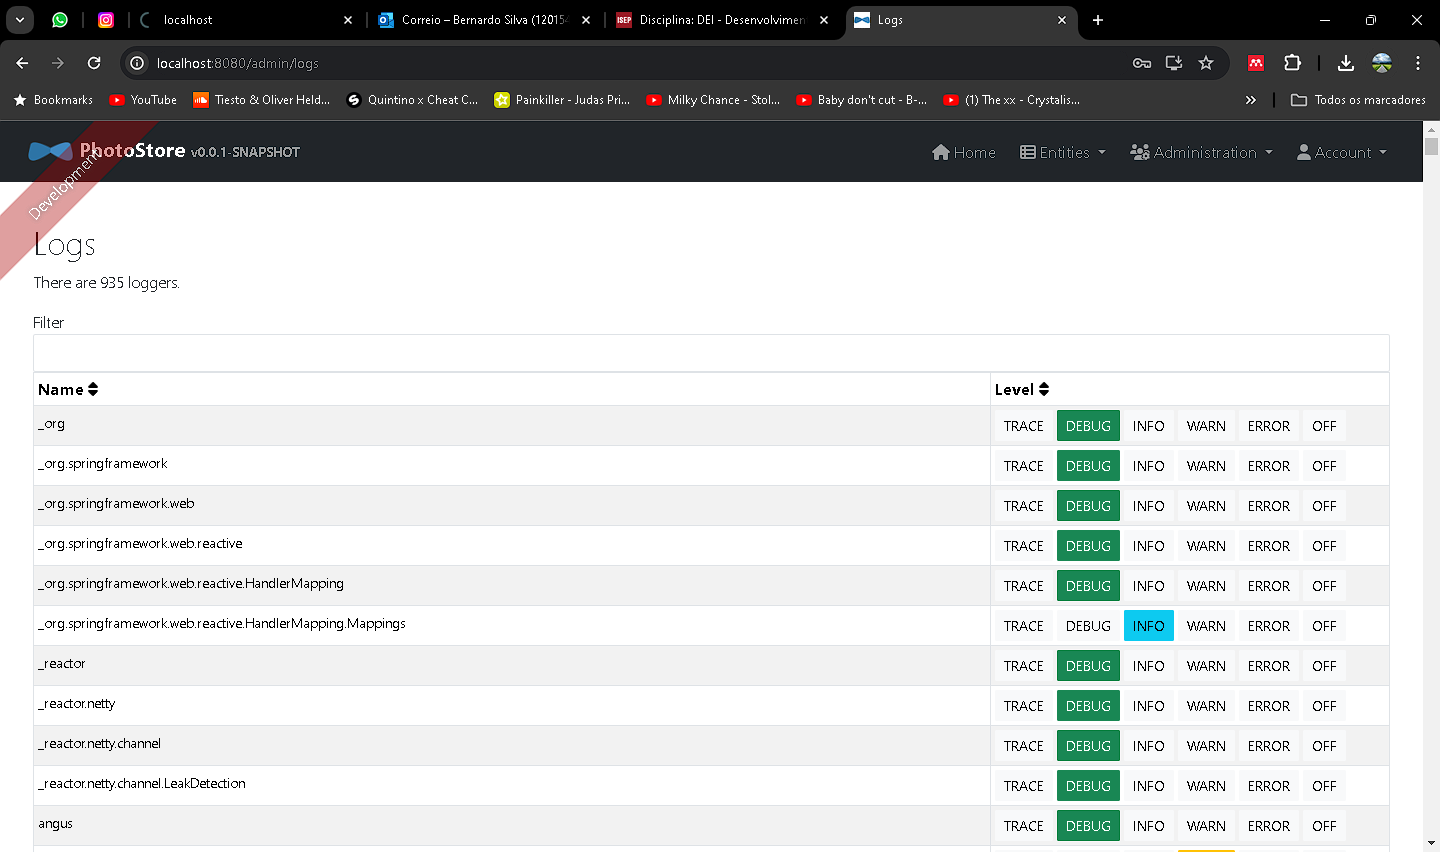 localhost
Correio – Bernardo Silva (120154
ISEP Disciplina: DEI - Desenvolvimen
Logs
localhost:8080/admin/logs
Bookmarks
YouTube
Tiesto & Oliver Held...
Quintino x Cheat C...
Painkiller - Judas Pri...
Milky Chance - Stol...
Baby don't cut - B-...
(1) The xx - Crystalis...
Todos os marcadores
Development
PhotoStore v0.0.1-SNAPSHOT
Home
Entities
Administration
Account
Logs
There are 935 loggers.
Filter
Name Level
_org TRACE DEBUG INFO WARN ERROR OFF
_org.springframework TRACE DEBUG INFO WARN ERROR OFF
_org.springframework.web TRACE DEBUG INFO WARN ERROR OFF
_org.springframework.web.reactive TRACE DEBUG INFO WARN ERROR OFF
_org.springframework.web.reactive.HandlerMapping TRACE DEBUG INFO WARN ERROR OFF
_org.springframework.web.reactive.HandlerMapping.Mappings TRACE DEBUG INFO WARN ERROR OFF
_reactor TRACE DEBUG INFO WARN ERROR OFF
_reactor.netty TRACE DEBUG INFO WARN ERROR OFF
_reactor.netty.channel TRACE DEBUG INFO WARN ERROR OFF
_reactor.netty.channel.LeakDetection TRACE DEBUG INFO WARN ERROR OFF
angus TRACE DEBUG INFO WARN ERROR OFF